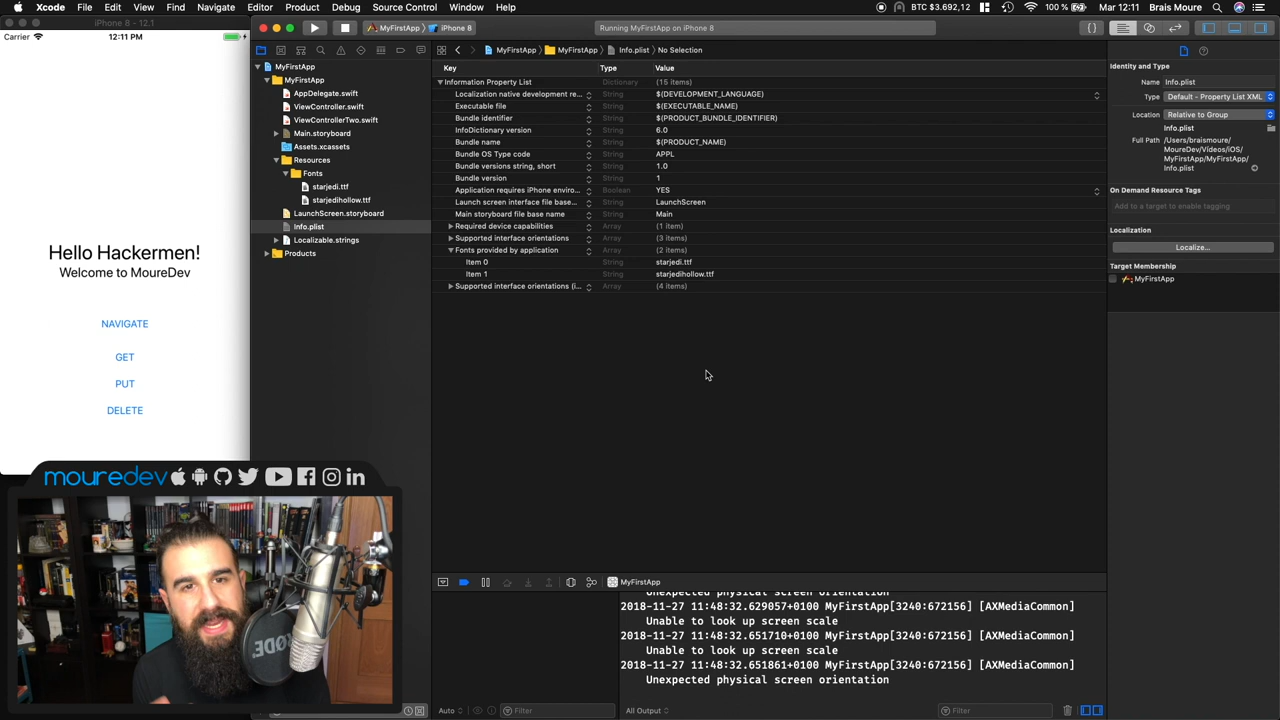 Xcode File Edit View Find Navigate Editor Product Debug Source Control Window Help
BTC $3.692,12 100 % Mar 12:11 Brais Moure
iPhone 8 - 12.1
MyFirstApp iPhone 8
Running MyFirstApp on iPhone 8
Carrier 12:11 PM
Hello Hackermen!
Welcome to MoureDev
NAVIGATE
GET
PUT
DELETE
MyFirstApp
MyFirstApp
AppDelegate.swift
ViewController.swift
ViewControllerTwo.swift
Main.storyboard
Assets.xcassets
Resources
Fonts
starjedi.ttf
starjedihollow.ttf
LaunchScreen.storyboard
Info.plist
Localizable.strings
Products
MyFirstApp MyFirstApp Info.plist No Selection
Key Type Value
Information Property List Dictionary (15 items)
Localization native development re... String $(DEVELOPMENT_LANGUAGE)
Executable file String $(EXECUTABLE_NAME)
Bundle identifier String $(PRODUCT_BUNDLE_IDENTIFIER)
InfoDictionary version String 6.0
Bundle name String $(PRODUCT_NAME)
Bundle OS Type code String APPL
Bundle versions string, short String 1.0
Bundle version String 1
Application requires iPhone enviro... Boolean YES
Launch screen interface file base... String LaunchScreen
Main storyboard file base name String Main
Required device capabilities Array (1 item)
Supported interface orientations Array (3 items)
Fonts provided by application Array (2 items)
Item 0 String starjedi.ttf
Item 1 String starjedihollow.ttf
Supported interface orientations (i... Array (4 items)
Identity and Type
Name Info.plist
Type Default - Property List XML
Location Relative to Group
Info.plist
Full Path /Users/braismoure/
MoureDev/Vídeos/iOS/
MyFirstApp/MyFirstApp/
Info.plist
On Demand Resource Tags
Add to a target to enable tagging
Localization
Localize...
Target Membership
MyFirstApp
mouredev
RØDE
MyFirstApp
Unexpected physical screen orientation
2018-11-27 11:48:32.629057+0100 MyFirstApp[3240:672156] [AXMediaCommon]
Unable to look up screen scale
2018-11-27 11:48:32.651710+0100 MyFirstApp[3240:672156] [AXMediaCommon]
Unable to look up screen scale
2018-11-27 11:48:32.651861+0100 MyFirstApp[3240:672156] [AXMediaCommon]
Unexpected physical screen orientation
Auto Filter All Output Filter